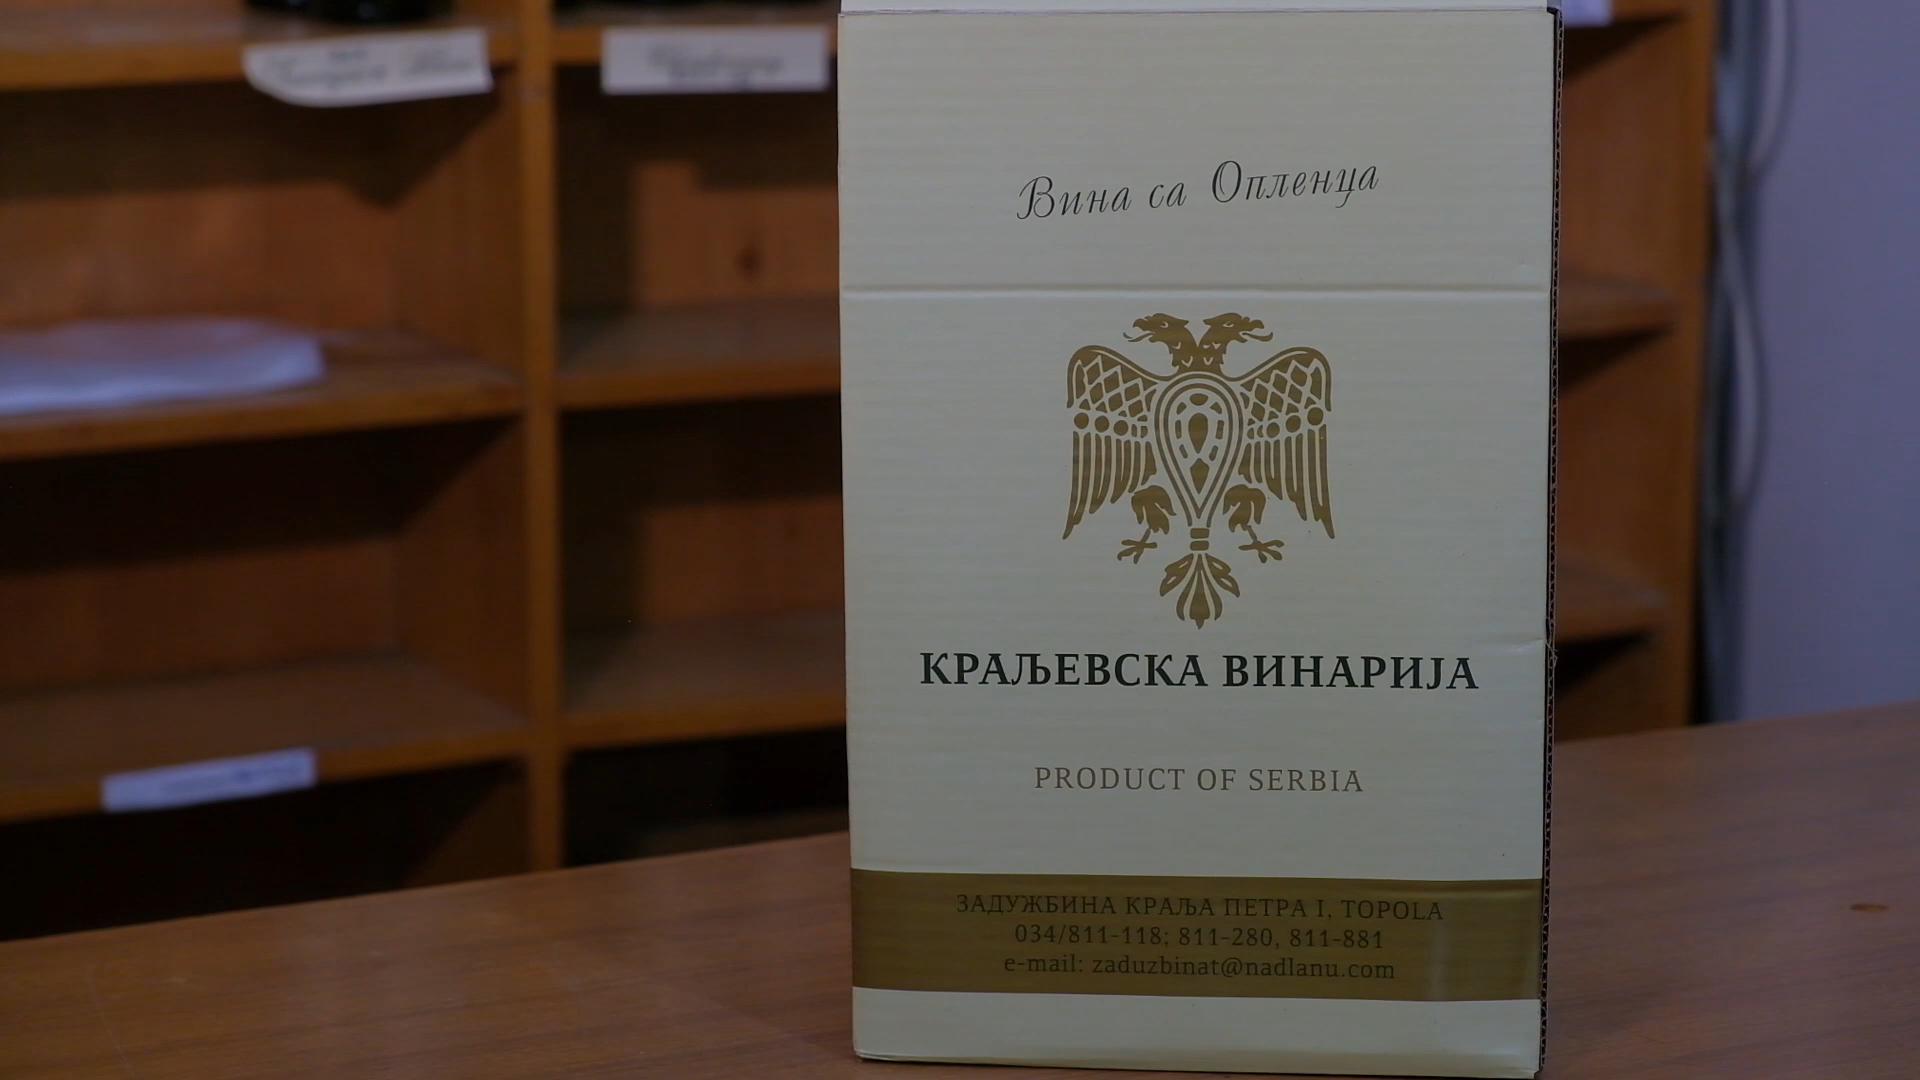 Вина са Опленца
КРАЉЕВСКА ВИНАРИЈА
PRODUCT OF SERBIA
ЗАДУЖБИНА КРАЉА ПЕТРА I, TOPOLA
034/811-118; 811-280, 811-881
e-mail: zaduzbinat@nadlanu.com